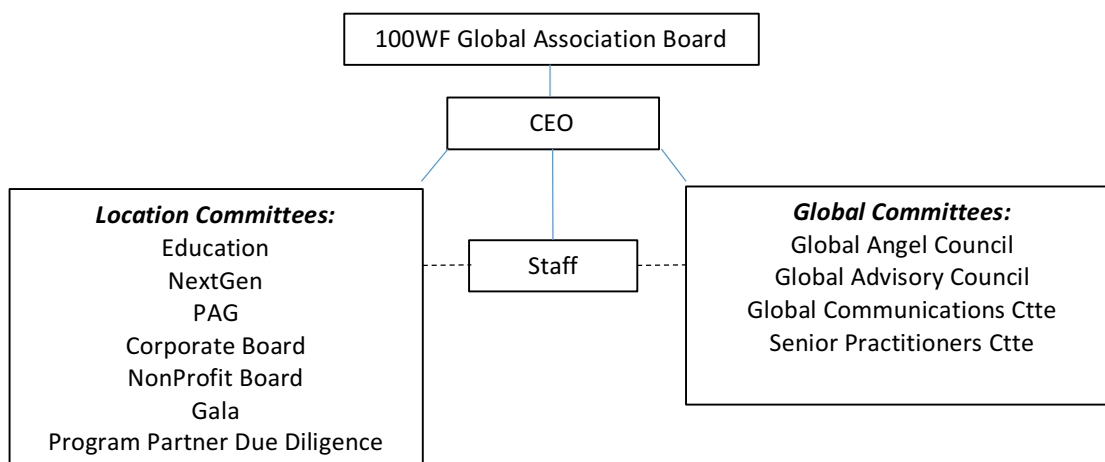 100WF Global Association Board
CEO
Location Committees:
Education
NextGen
PAG
Corporate Board
NonProfit Board
Gala
Program Partner Due Diligence
Staff
Global Committees:
Global Angel Council
Global Advisory Council
Global Communications Ctte
Senior Practitioners Ctte